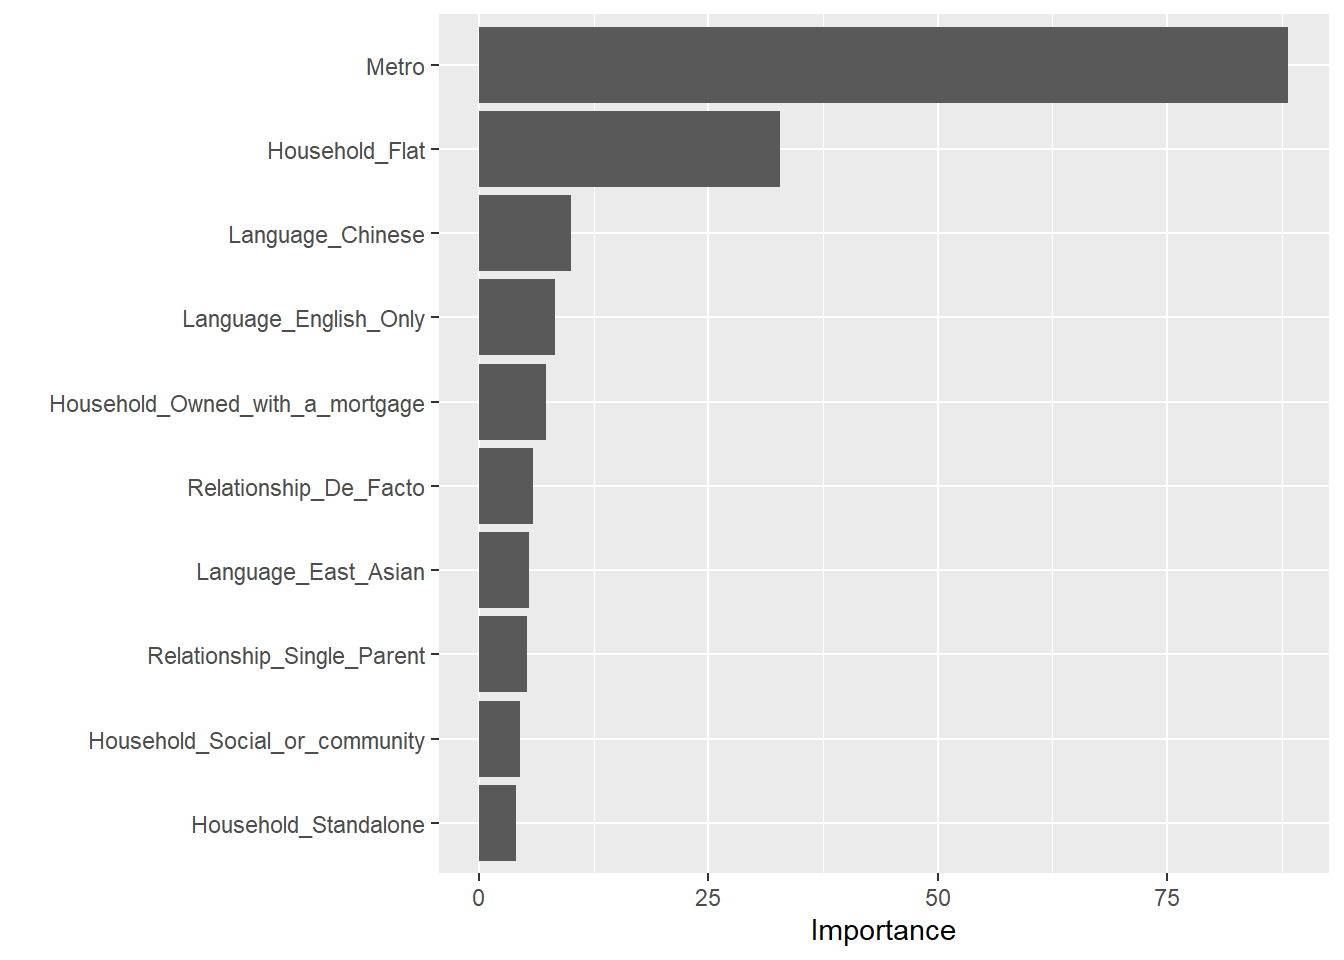 Metro
Household_Flat
Language_Chinese
Language_English_Only
Household_Owned_with_a_mortgage
Relationship_De_Facto
Language_East_Asian
Relationship_Single_Parent
Household_Social_or_community
Household_Standalone
0 25 50 75
Importance